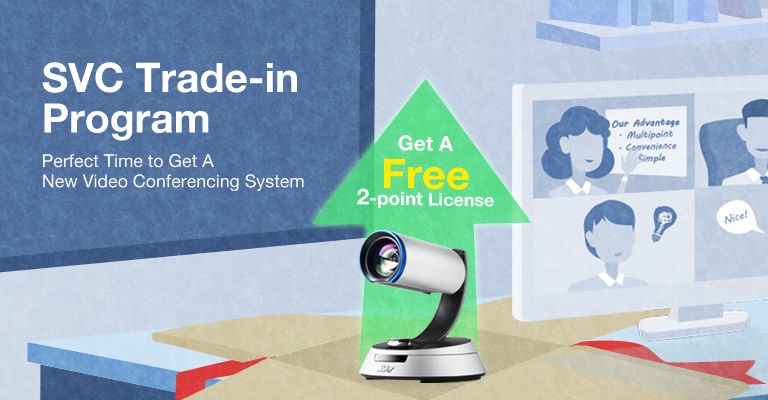 SVC Trade-in
Program
Perfect Time to Get A
New Video Conferencing System
Get A
Free
2-point License
Our Advantage
• Multipoint
• Convenience
Simple
Nice!